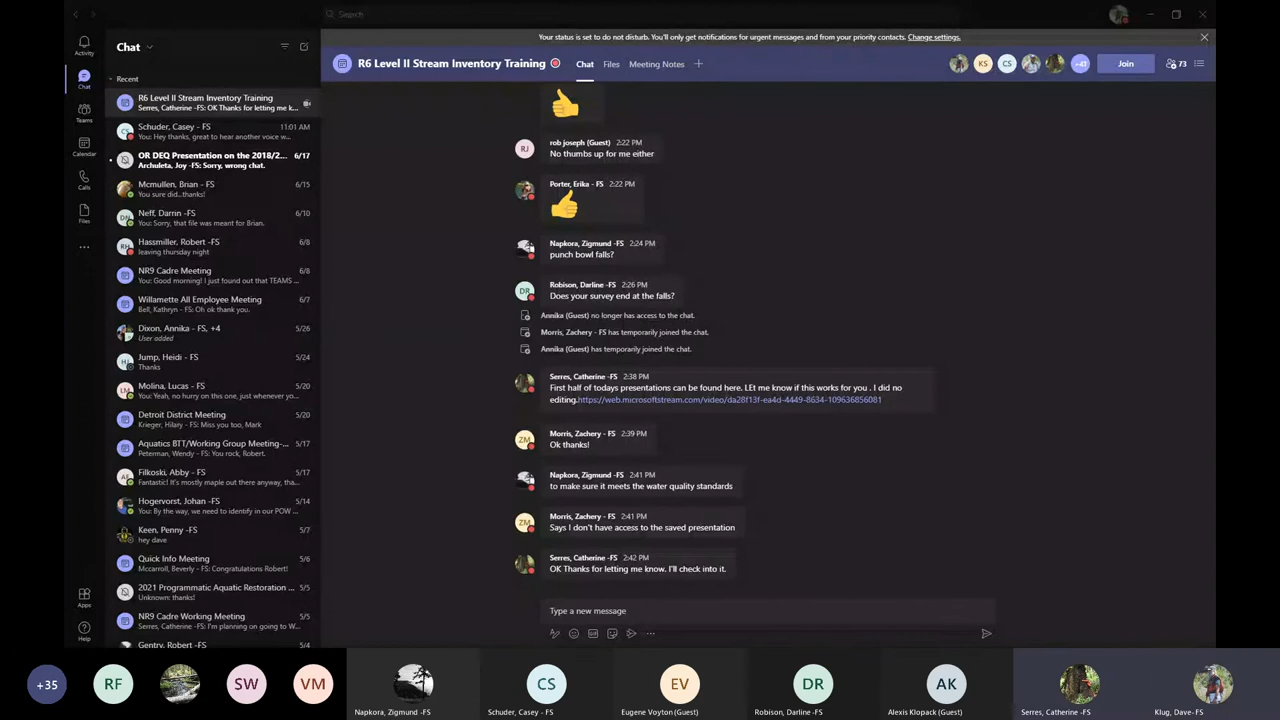 Search
Your status is set to do not disturb. You'll only get notifications for urgent messages and from your priority contacts. Change settings.
Activity
Chat
Teams
Calendar
Calls
Files
Apps
Help
Chat
Recent
R6 Level II Stream Inventory Training
Serres, Catherine -FS: OK Thanks for letting me k...
Schuder, Casey - FS 11:01 AM
You: Hey thanks, great to hear another voice w...
OR DEQ Presentation on the 2018/2... 6/17
Archuleta, Joy -FS: Sorry, wrong chat.
Mcmullen, Brian - FS 6/15
You sure did...thanks!
Neff, Darrin -FS 6/10
DN
You: Sorry, that file was meant for Brian.
Hassmiller, Robert -FS 6/8
RH
leaving thursday night
NR9 Cadre Meeting 6/8
You: Good morning! I just found out that TEAMS ...
Willamette All Employee Meeting 6/7
Bell, Kathryn - FS: Oh ok thank you.
Dixon, Annika - FS, +4 5/26
User added
Jump, Heidi - FS 5/24
HJ
Thanks
Molina, Lucas - FS 5/20
LM
You: Yeah, no hurry on this one, just whenever yo...
Detroit District Meeting 5/20
Krieger, Hilary - FS: Miss you too, Mark
Aquatics BTT/Working Group Meeting-... 5/17
Peterman, Wendy - FS: You rock, Robert.
Filkoski, Abby - FS 5/17
AK
Fantastic! It's mostly maple out there anyway, tha...
Hogervorst, Johan -FS 5/14
You: By the way, we need to identify in our POW ...
Keen, Penny -FS 5/7
hey dave
Quick Info Meeting 5/6
Mccarroll, Beverly - FS: Congratulations Robert!
2021 Programmatic Aquatic Restoration ... 5/5
Unknown: thanks!
NR9 Cadre Working Meeting 5/5
Serres, Catherine -FS: I'm planning on going to W...
Gentry, Robert -FS 5/4
R6 Level II Stream Inventory Training Chat Files Meeting Notes
KS CS +41 Join 73
RJ rob joseph (Guest) 2:22 PM
No thumbs up for me either
Porter, Erika - FS 2:22 PM
Napkora, Zigmund -FS 2:24 PM
punch bowl falls?
DR Robison, Darline -FS 2:26 PM
Does your survey end at the falls?
Annika (Guest) no longer has access to the chat.
Morris, Zachery - FS has temporarily joined the chat.
Annika (Guest) has temporarily joined the chat.
Serres, Catherine -FS 2:38 PM
First half of todays presentations can be found here. LEt me know if this works for you . I did no
editing.https://web.microsoftstream.com/video/da28f13f-ea4d-4449-8634-109636856081
ZM Morris, Zachery - FS 2:39 PM
Ok thanks!
Napkora, Zigmund -FS 2:41 PM
to make sure it meets the water quality standards
ZM Morris, Zachery - FS 2:41 PM
Says I don't have access to the saved presentation
Serres, Catherine -FS 2:42 PM
OK Thanks for letting me know. I'll check into it.
Type a new message
GIF
+35 RF SW VM CS EV DR AK
Napkora, Zigmund -FS Schuder, Casey - FS Eugene Voyton (Guest) Robison, Darline -FS Alexis Klopack (Guest) Serres, Catherine -FS Klug, Dave- FS